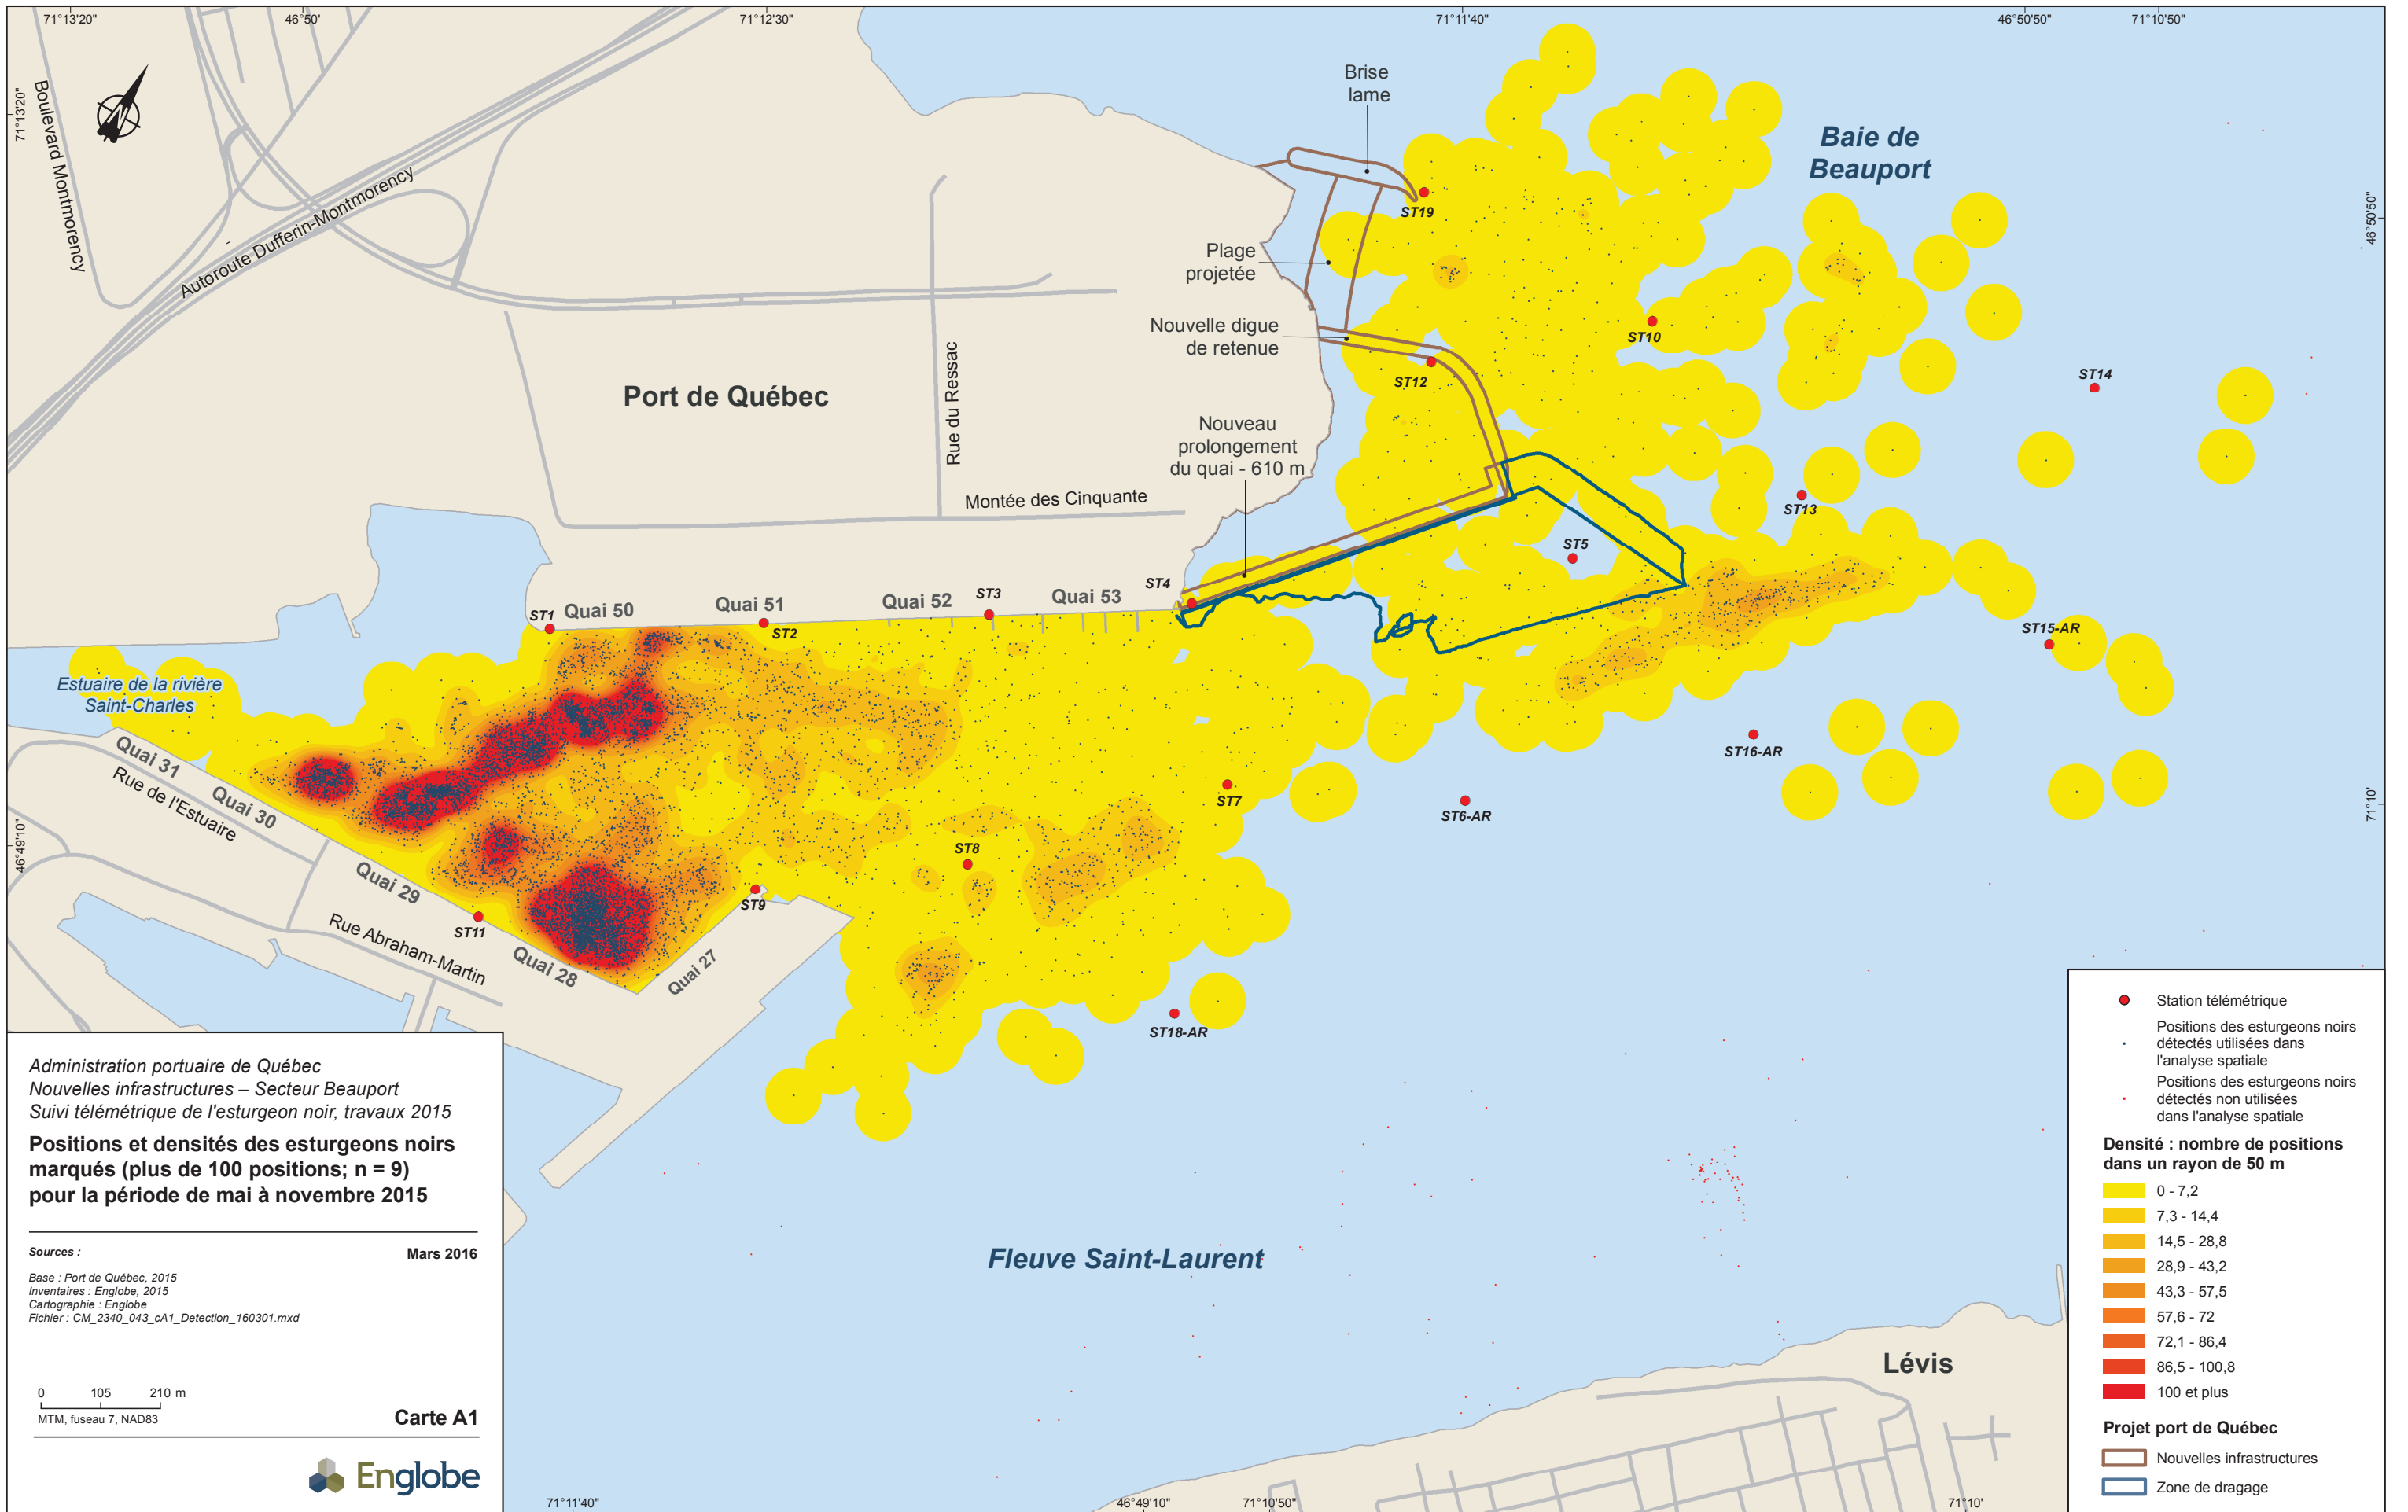 71°13'20"
46°50'
71°12'30"
71°11'40"
46°50'50"
71°10'50"
71°13'20"
46°49'10"
46°50'50"
71°10'
Boulevard Montmorency
Autoroute Dufferin-Montmorency
Port de Québec
Rue du Ressac
Montée des Cinquante
Brise
lame
Plage
projetée
Nouvelle digue
de retenue
Nouveau
prolongement
du quai - 610 m
Baie de
Beauport
ST19
ST10
ST12
ST14
ST13
ST5
ST4
ST3
ST1
ST2
Quai 50
Quai 51
Quai 52
Quai 53
ST15-AR
ST16-AR
ST6-AR
ST7
ST8
ST9
ST11
ST18-AR
Estuaire de la rivière
Saint-Charles
Quai 31
Quai 30
Quai 29
Quai 28
Quai 27
Rue de l'Estuaire
Rue Abraham-Martin
Fleuve Saint-Laurent
Lévis
Administration portuaire de Québec
Nouvelles infrastructures – Secteur Beauport
Suivi télémétrique de l'esturgeon noir, travaux 2015
Positions et densités des esturgeons noirs
marqués (plus de 100 positions; n = 9)
pour la période de mai à novembre 2015
Sources :
Mars 2016
Base : Port de Québec, 2015
Inventaires : Englobe, 2015
Cartographie : Englobe
Fichier : CM_2340_043_cA1_Detection_160301.mxd
0 105 210 m
MTM, fuseau 7, NAD83
Carte A1
Englobe
Station télémétrique
Positions des esturgeons noirs
détectés utilisées dans
l'analyse spatiale
Positions des esturgeons noirs
détectés non utilisées
dans l'analyse spatiale
Densité : nombre de positions
dans un rayon de 50 m
0 - 7,2
7,3 - 14,4
14,5 - 28,8
28,9 - 43,2
43,3 - 57,5
57,6 - 72
72,1 - 86,4
86,5 - 100,8
100 et plus
Projet port de Québec
Nouvelles infrastructures
Zone de dragage
71°11'40"
46°49'10"
71°10'50"
71°10'